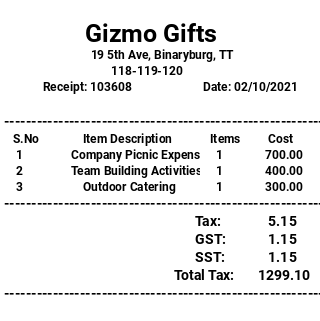 Gizmo Gifts
19 5th Ave, Binaryburg, TT
118-119-120
Receipt: 103608 Date: 02/10/2021
S.No Item Description Items Cost
1 Company Picnic Expens 1 700.00
2 Team Building Activities 1 400.00
3 Outdoor Catering 1 300.00
Tax: 5.15
GST: 1.15
SST: 1.15
Total Tax: 1299.10